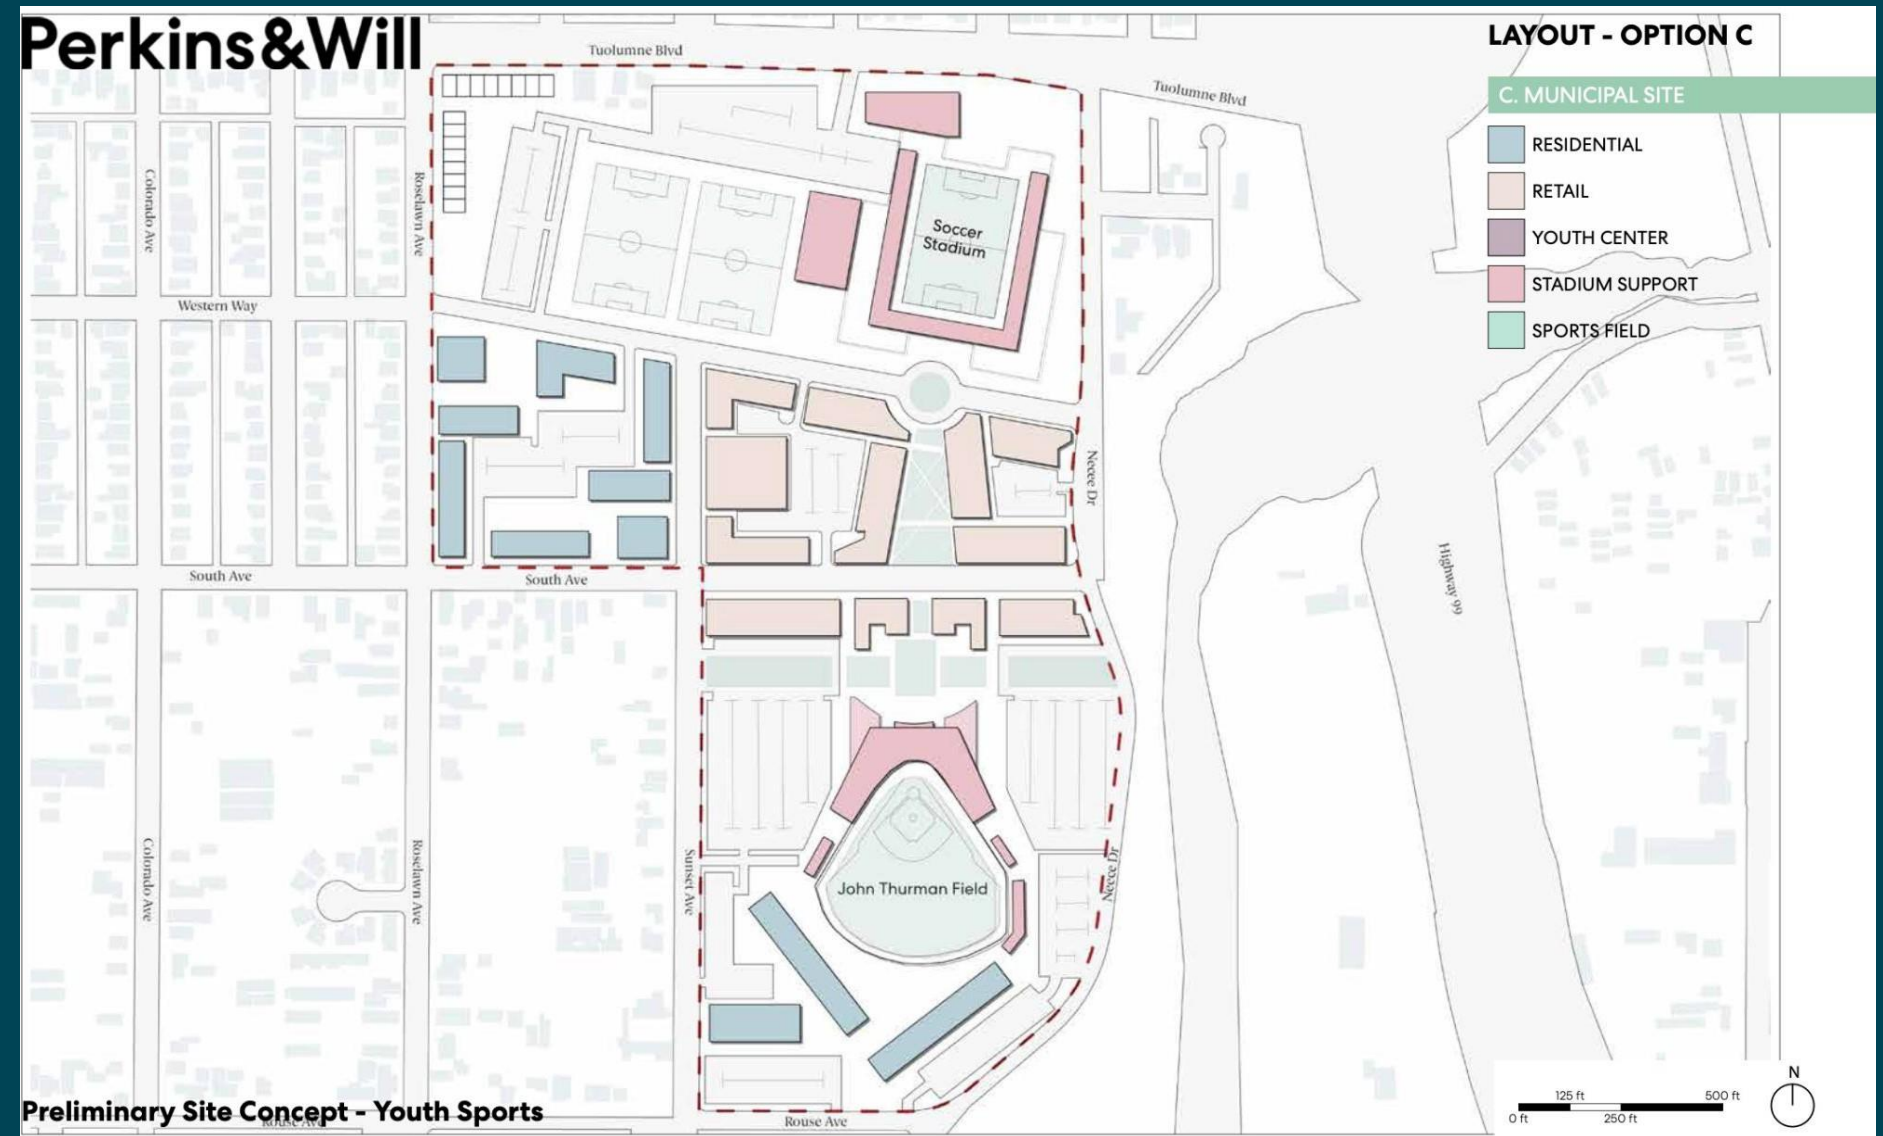 Perkins&Will
LAYOUT - OPTION C
C. MUNICIPAL SITE
RESIDENTIAL
RETAIL
YOUTH CENTER
STADIUM SUPPORT
SPORTS FIELD
Tuolumne Blvd
Tuolumne Blvd
Colorado Ave
Roselawn Ave
Soccer
Stadium
Western Way
Necee Dr
Highway 99
South Ave
South Ave
Colorado Ave
Roselawn Ave
Sunset Ave
John Thurman Field
Neece Dr
Preliminary Site Concept - Youth Sports
Rouse Ave
Rouse Ave
0 ft
125 ft
250 ft
500 ft
N